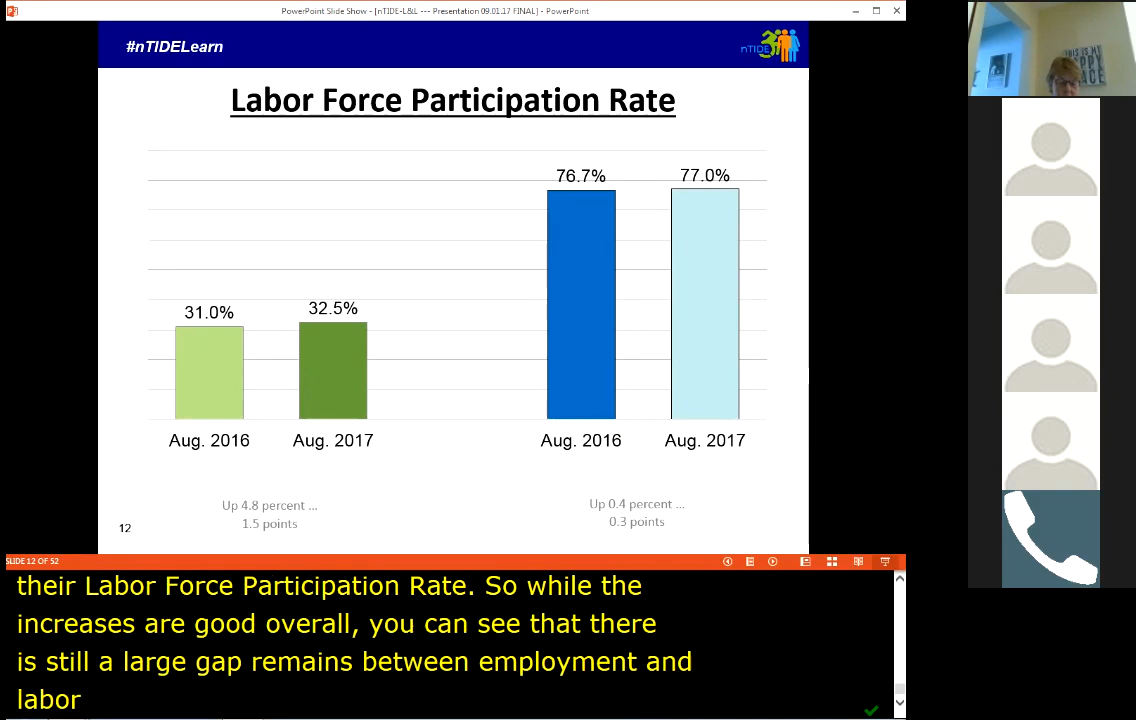 PowerPoint Slide Show - [nTIDE-L&L --- Presentation 09.01.17 FINAL] - PowerPoint
#nTIDELearn
nTIDE
Labor Force Participation Rate
76.7%
77.0%
31.0%
32.5%
Aug. 2016
Aug. 2017
Aug. 2016
Aug. 2017
Up 4.8 percent ...
1.5 points
Up 0.4 percent ...
0.3 points
12
SLIDE 12 OF 52
their Labor Force Participation Rate. So while the
increases are good overall, you can see that there
is still a large gap remains between employment and
labor
THIS IS MY